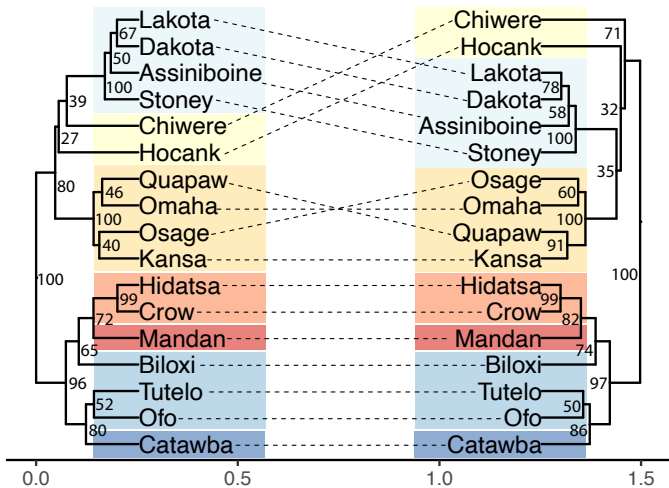 Lakota Chiwere
67 71
Dakota Hocank
50
Assiniboine Lakota
100 78
Stoney Dakota
39 58 32
Chiwere Assiniboine
27 100
Hocank Stoney
35
Quapaw Osage
80 46 60
Omaha Omaha
100 100
Osage Quapaw
40 91
Kansa Kansa
100 100
Hidatsa Hidatsa
99 99
Crow Crow
72 82
Mandan Mandan
65 74
Biloxi Biloxi
96 97
Tutelo Tutelo
52 50
Ofo Ofo
80 86
Catawba Catawba
0.0 0.5 1.0 1.5